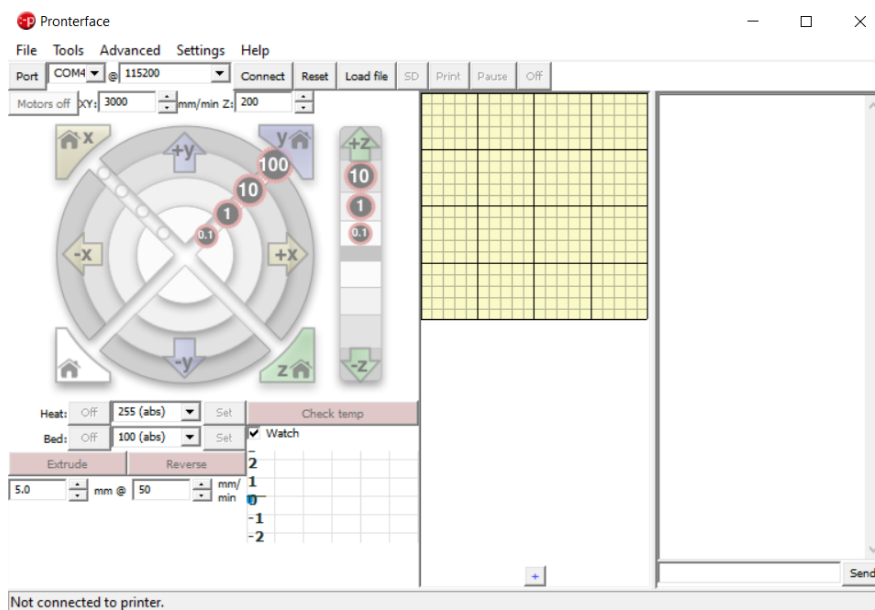 Pronterface
File Tools Advanced Settings Help
Port COM4 @ 115200 Connect Reset Load file SD Print Pause Off
Motors off XY: 3000 mm/min Z: 200
x +y y +z
100
10 10
1 1
0.1 0.1
-x +x
-y z -z
Heat: Off 255 (abs) Set Check temp
Bed: Off 100 (abs) Set Watch
Extrude Reverse
5.0 mm @ 50 mm/
min
2
1
0
-1
-2
+
Send
Not connected to printer.